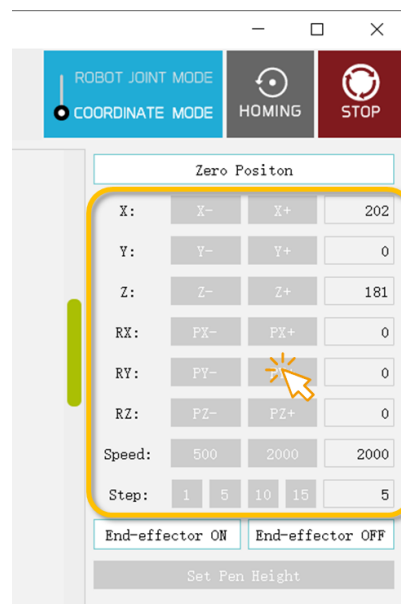 ROBOT JOINT MODE
COORDINATE MODE
HOMING
STOP
Zero Positon
X: X- X+ 202
Y: Y- Y+ 0
Z: Z- Z+ 181
RX: PX- PX+ 0
RY: PY- 0
RZ: PZ- PZ+ 0
Speed: 500 2000 2000
Step: 1 5 10 15 5
End-effector ON End-effector OFF
Set Pen Height